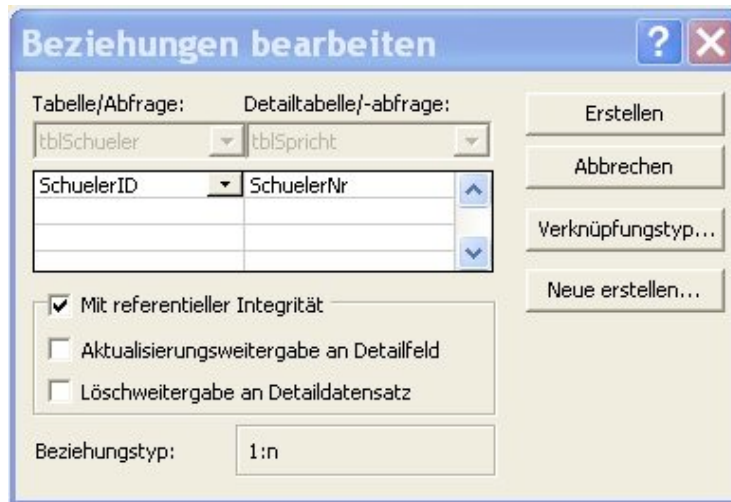 Beziehungen bearbeiten
Tabelle/Abfrage: Detailtabelle/-abfrage:
tblSchueler tblSpricht
SchuelerID SchuelerNr
Mit referentieller Integrität
Aktualisierungsweitergabe an Detailfeld
Löschweitergabe an Detaildatensatz
Beziehungstyp: 1:n
Erstellen
Abbrechen
Verknüpfungstyp...
Neue erstellen...